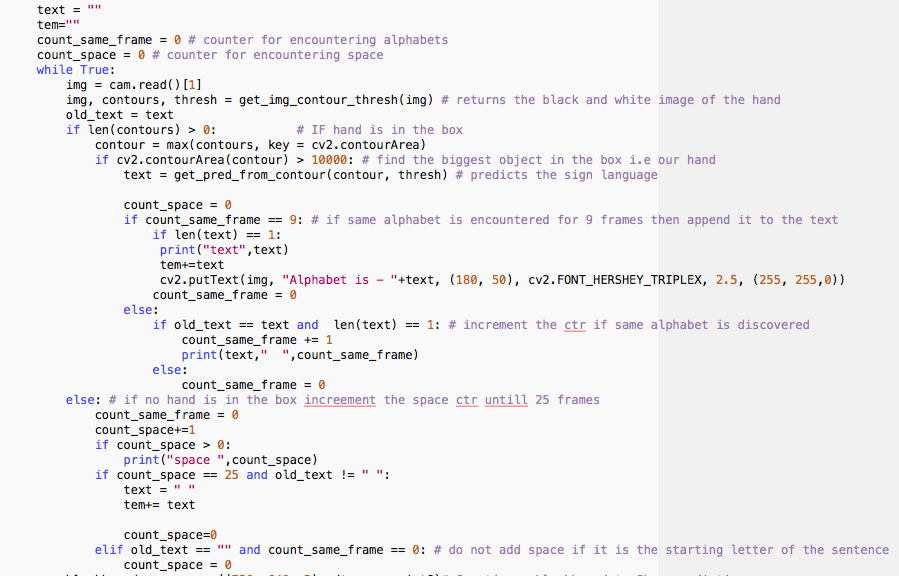 text = ""
tem=""
count_same_frame = 0 # counter for encountering alphabets
count_space = 0 # counter for encountering space
while True:
img = cam.read()[1]
img, contours, thresh = get_img_contour_thresh(img) # returns the black and white image of the hand
old_text = text
if len(contours) > 0: # IF hand is in the box
contour = max(contours, key = cv2.contourArea)
if cv2.contourArea(contour) > 10000: # find the biggest object in the box i.e our hand
text = get_pred_from_contour(contour, thresh) # predicts the sign language
count_space = 0
if count_same_frame == 9: # if same alphabet is encountered for 9 frames then append it to the text
if len(text) == 1:
print("text",text)
tem+=text
cv2.putText(img, "Alphabet is - "+text, (180, 50), cv2.FONT_HERSHEY_TRIPLEX, 2.5, (255, 255,0))
count_same_frame = 0
else:
if old_text == text and  len(text) == 1: # increment the ctr if same alphabet is discovered
count_same_frame += 1
print(text,"  ",count_same_frame)
else:
count_same_frame = 0
else: # if no hand is in the box increement the space ctr untill 25 frames
count_same_frame = 0
count_space+=1
if count_space > 0:
print("space ",count_space)
if count_space == 25 and old_text != " ":
text = " "
tem+= text
count_space=0
elif old_text == "" and count_same_frame == 0: # do not add space if it is the starting letter of the sentence
count_space = 0